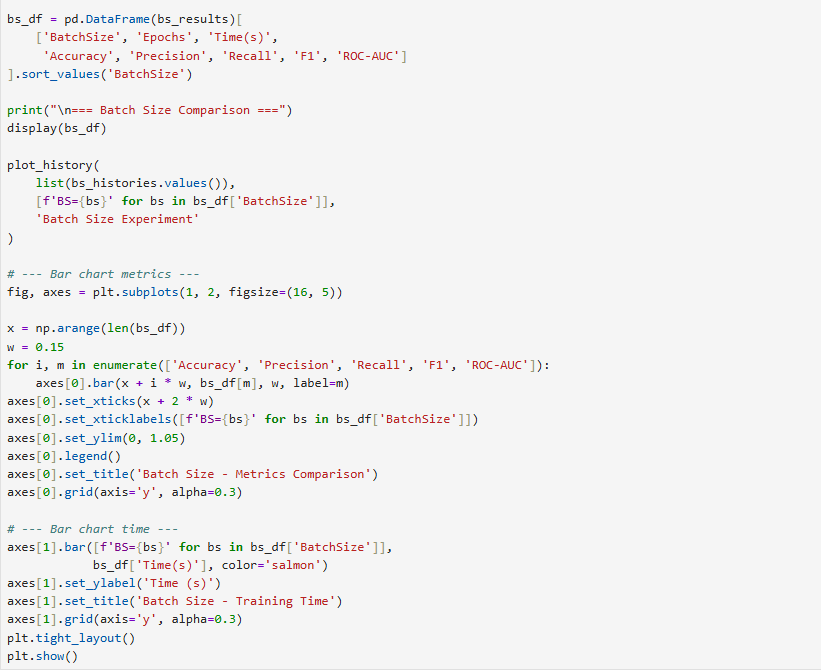 bs_df = pd.DataFrame(bs_results)[
    ['BatchSize', 'Epochs', 'Time(s)',
     'Accuracy', 'Precision', 'Recall', 'F1', 'ROC-AUC']
].sort_values('BatchSize')

print("\n=== Batch Size Comparison ===")
display(bs_df)

plot_history(
    list(bs_histories.values()),
    [f'BS={bs}' for bs in bs_df['BatchSize']],
    'Batch Size Experiment'
)

# --- Bar chart metrics ---
fig, axes = plt.subplots(1, 2, figsize=(16, 5))

x = np.arange(len(bs_df))
w = 0.15
for i, m in enumerate(['Accuracy', 'Precision', 'Recall', 'F1', 'ROC-AUC']):
    axes[0].bar(x + i * w, bs_df[m], w, label=m)
axes[0].set_xticks(x + 2 * w)
axes[0].set_xticklabels([f'BS={bs}' for bs in bs_df['BatchSize']])
axes[0].set_ylim(0, 1.05)
axes[0].legend()
axes[0].set_title('Batch Size - Metrics Comparison')
axes[0].grid(axis='y', alpha=0.3)

# --- Bar chart time ---
axes[1].bar([f'BS={bs}' for bs in bs_df['BatchSize']],
            bs_df['Time(s)'], color='salmon')
axes[1].set_ylabel('Time (s)')
axes[1].set_title('Batch Size - Training Time')
axes[1].grid(axis='y', alpha=0.3)
plt.tight_layout()
plt.show()